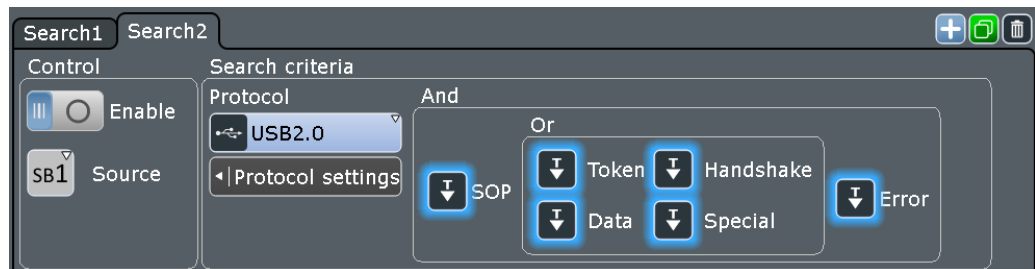 Search1 Search2
Control
Enable
SB1 Source
Search criteria
Protocol
USB2.0
Protocol settings
And
SOP
Or
T Token T Handshake
T Data T Special
T Error